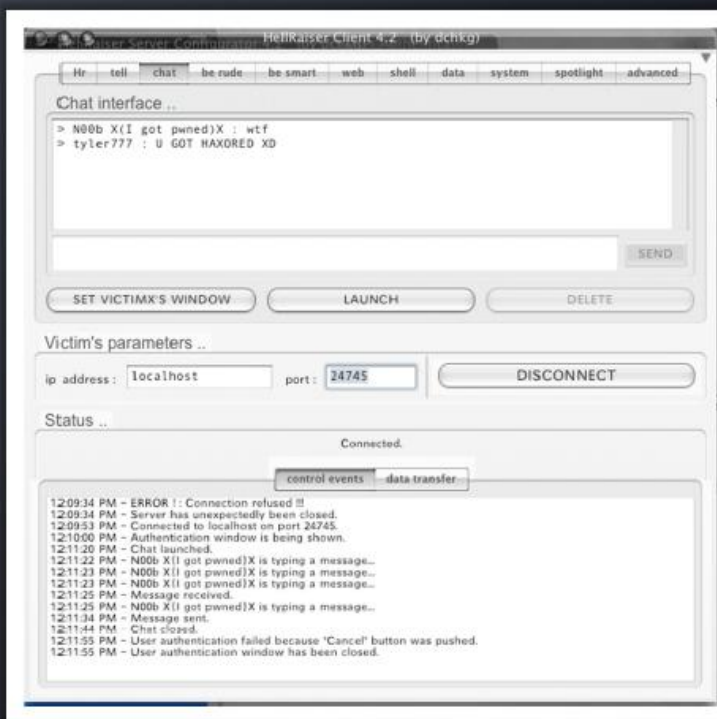 HellRaiser Client 4.2 (by dchkg)
Hr tell chat be rude be smart web shell data system spotlight advanced
Chat interface ..
> N00b X(I got pwned)X : wtf
> tyler777 : U GOT HAXORED XD
SEND
SET VICTIMX'S WINDOW LAUNCH DELETE
Victim's parameters ..
ip address : localhost port : 24745 DISCONNECT
Status ..
Connected.
control events data transfer
12:09:34 PM – ERROR ! : Connection refused !!!
12:09:34 PM – Server has unexpectedly been closed.
12:09:53 PM – Connected to localhost on port 24745.
12:10:00 PM – Authentication window is being shown.
12:11:20 PM – Chat launched.
12:11:22 PM – N00b X(I got pwned)X is typing a message...
12:11:23 PM – N00b X(I got pwned)X is typing a message...
12:11:23 PM – N00b X(I got pwned)X is typing a message...
12:11:25 PM – Message received.
12:11:25 PM – N00b X(I got pwned)X is typing a message...
12:11:34 PM – Message sent.
12:11:44 PM – Chat closed.
12:11:55 PM – User authentication failed because "Cancel" button was pushed.
12:11:55 PM – User authentication window has been closed.